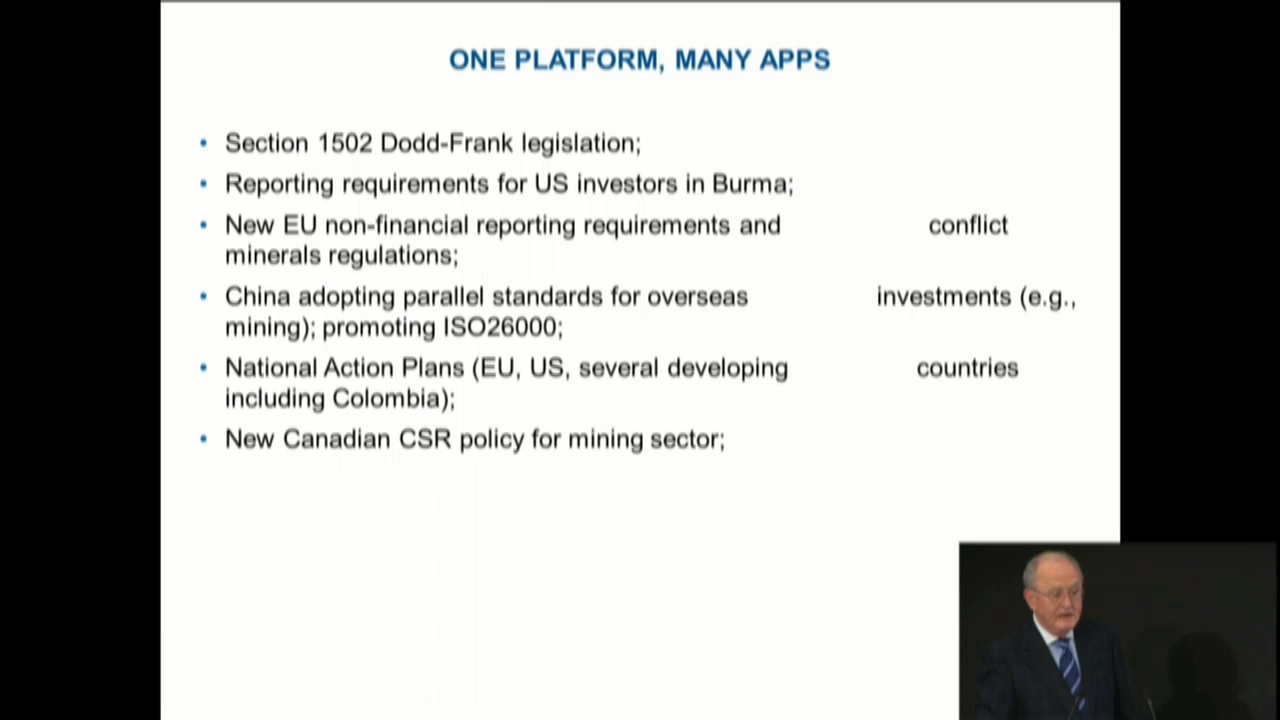 ONE PLATFORM, MANY APPS
• Section 1502 Dodd-Frank legislation;
• Reporting requirements for US investors in Burma;
• New EU non-financial reporting requirements and conflict
minerals regulations;
• China adopting parallel standards for overseas investments (e.g.,
mining); promoting ISO26000;
• National Action Plans (EU, US, several developing countries
including Colombia);
• New Canadian CSR policy for mining sector;